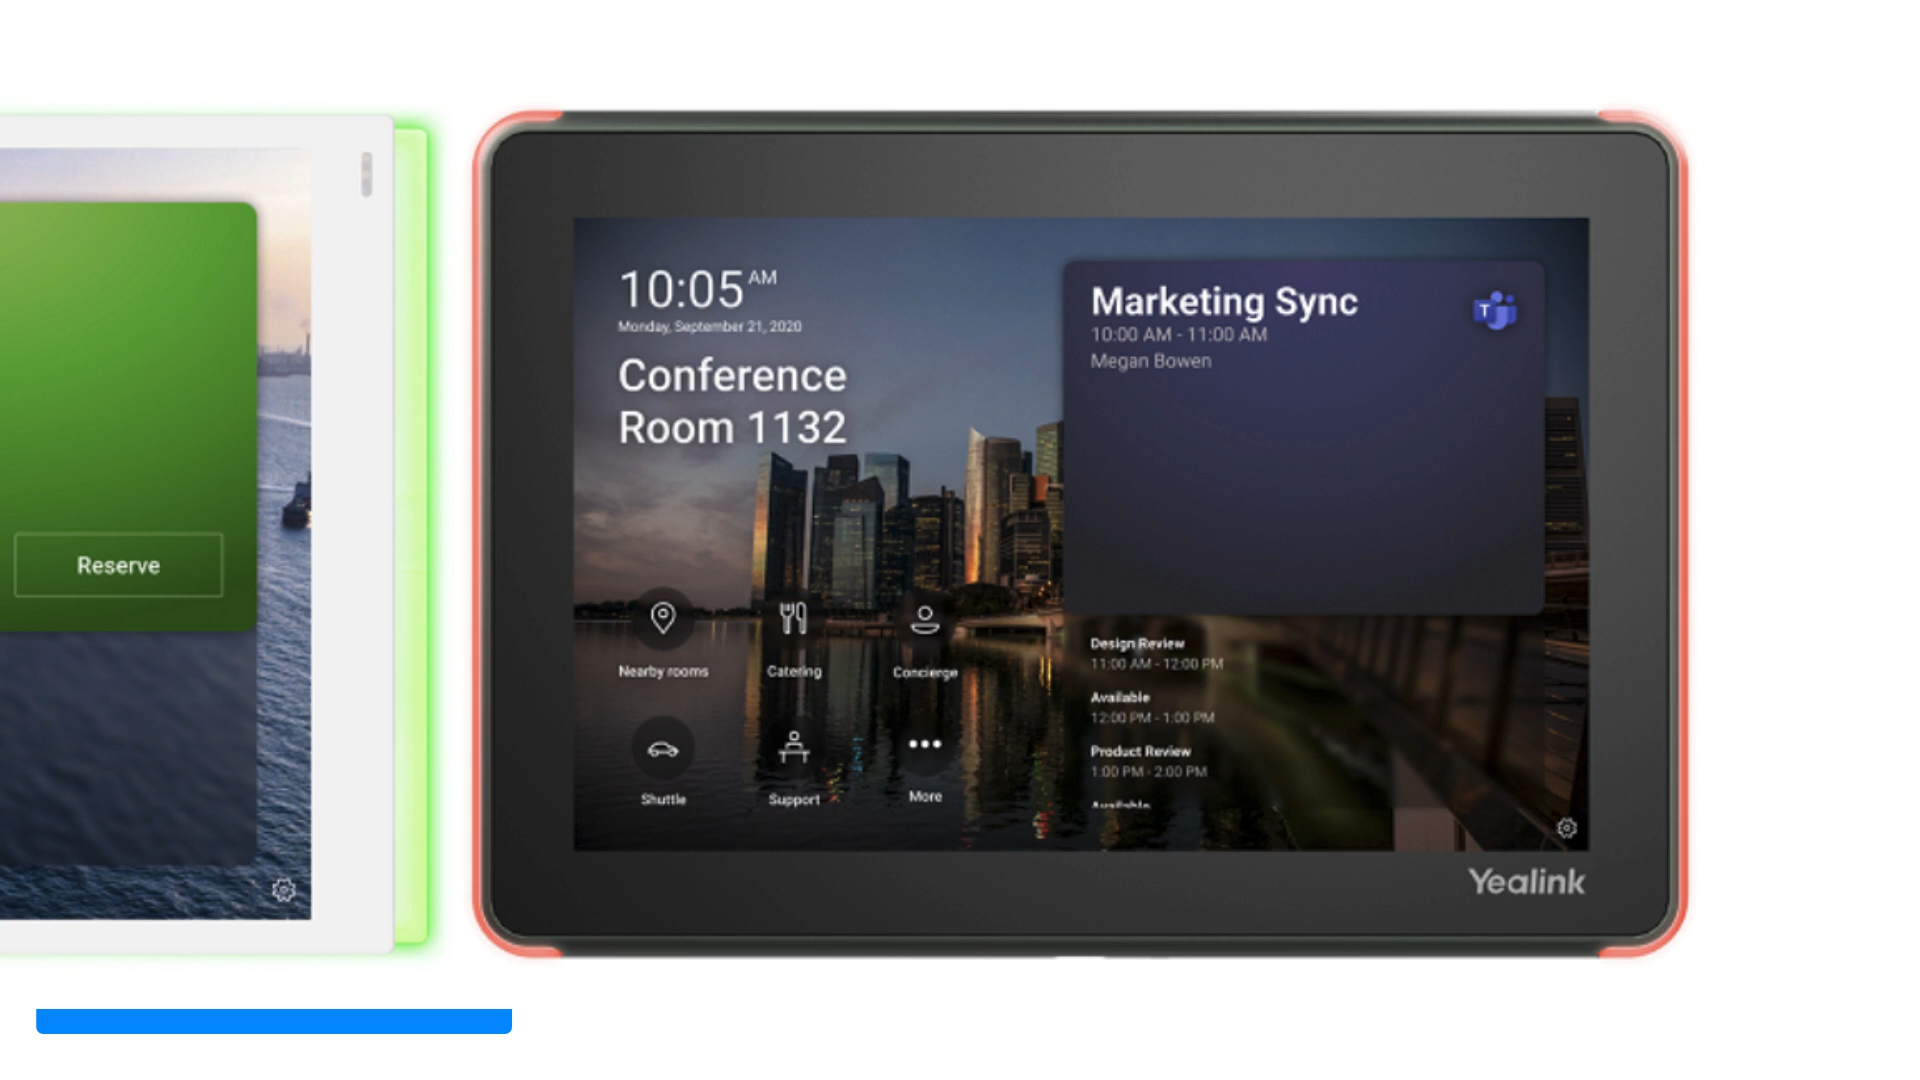 Reserve
10:05 AM
Monday, September 21, 2020
Conference
Room 1132
Nearby rooms
Catering
Concierge
Shuttle
Support
More
Marketing Sync
10:00 AM - 11:00 AM
Megan Bowen
T
Design Review
11:00 AM - 12:00 PM
Available
12:00 PM - 1:00 PM
Product Review
1:00 PM - 2:00 PM
Available
Yealink